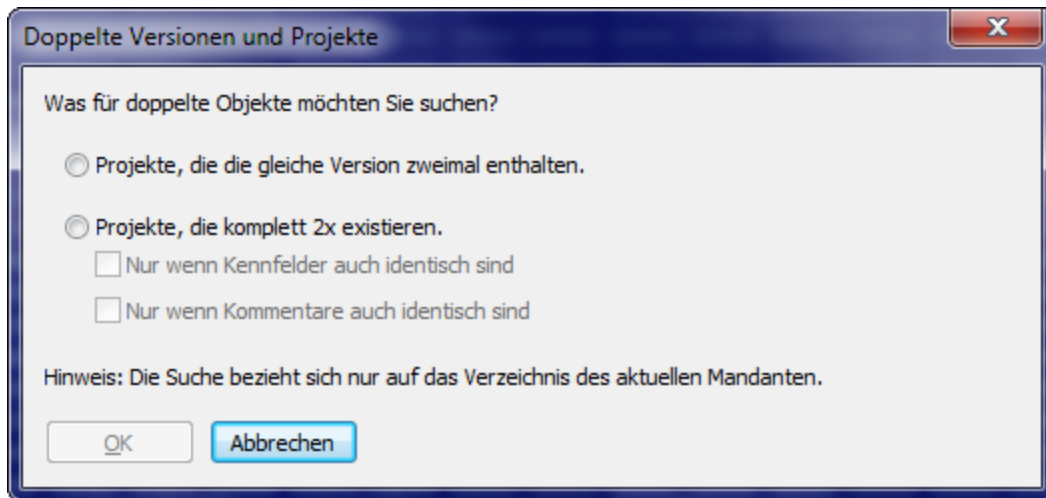 Doppelte Versionen und Projekte
Was für doppelte Objekte möchten Sie suchen?
Projekte, die die gleiche Version zweimal enthalten.
Projekte, die komplett 2x existieren.
Nur wenn Kennfelder auch identisch sind
Nur wenn Kommentare auch identisch sind
Hinweis: Die Suche bezieht sich nur auf das Verzeichnis des aktuellen Mandanten.
OK Abbrechen